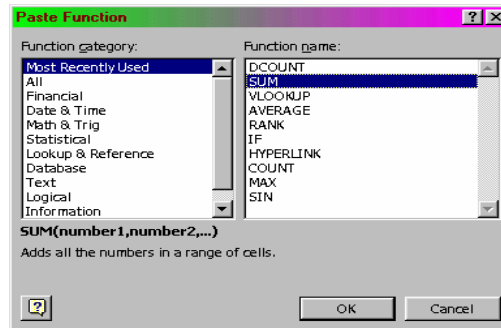 Paste Function
Function category:
Most Recently Used
All
Financial
Date & Time
Math & Trig
Statistical
Lookup & Reference
Database
Text
Logical
Information
Function name:
DCOUNT
SUM
VLOOKUP
AVERAGE
RANK
IF
HYPERLINK
COUNT
MAX
SIN
SUM(number1,number2,...)
Adds all the numbers in a range of cells.
OK
Cancel